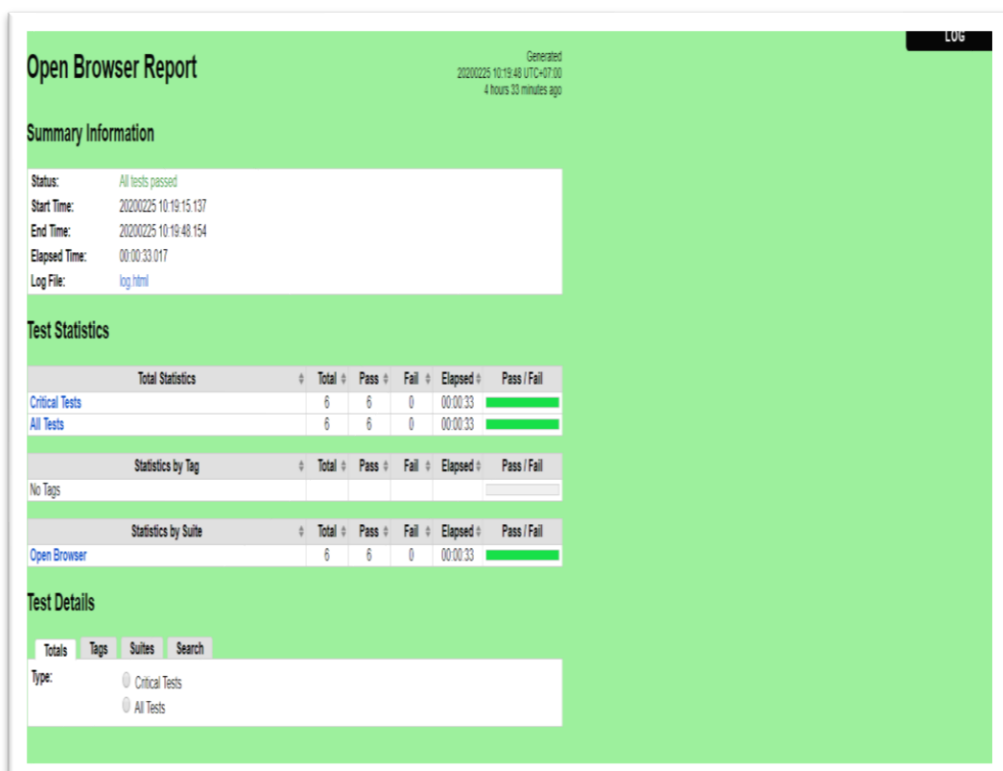 LOG
Open Browser Report
Generated
20200225 10:19:48 UTC+07:00
4 hours 33 minutes ago
Summary Information
Status: All tests passed
Start Time: 20200225 10:19:15.137
End Time: 20200225 10:19:48.154
Elapsed Time: 00:00:33.017
Log File: log.html
Test Statistics
Total Statistics Total Pass Fail Elapsed Pass / Fail
Critical Tests 6 6 0 00:00:33
All Tests 6 6 0 00:00:33
Statistics by Tag Total Pass Fail Elapsed Pass / Fail
No Tags
Statistics by Suite Total Pass Fail Elapsed Pass / Fail
Open Browser 6 6 0 00:00:33
Test Details
Totals Tags Suites Search
Type: Critical Tests
All Tests